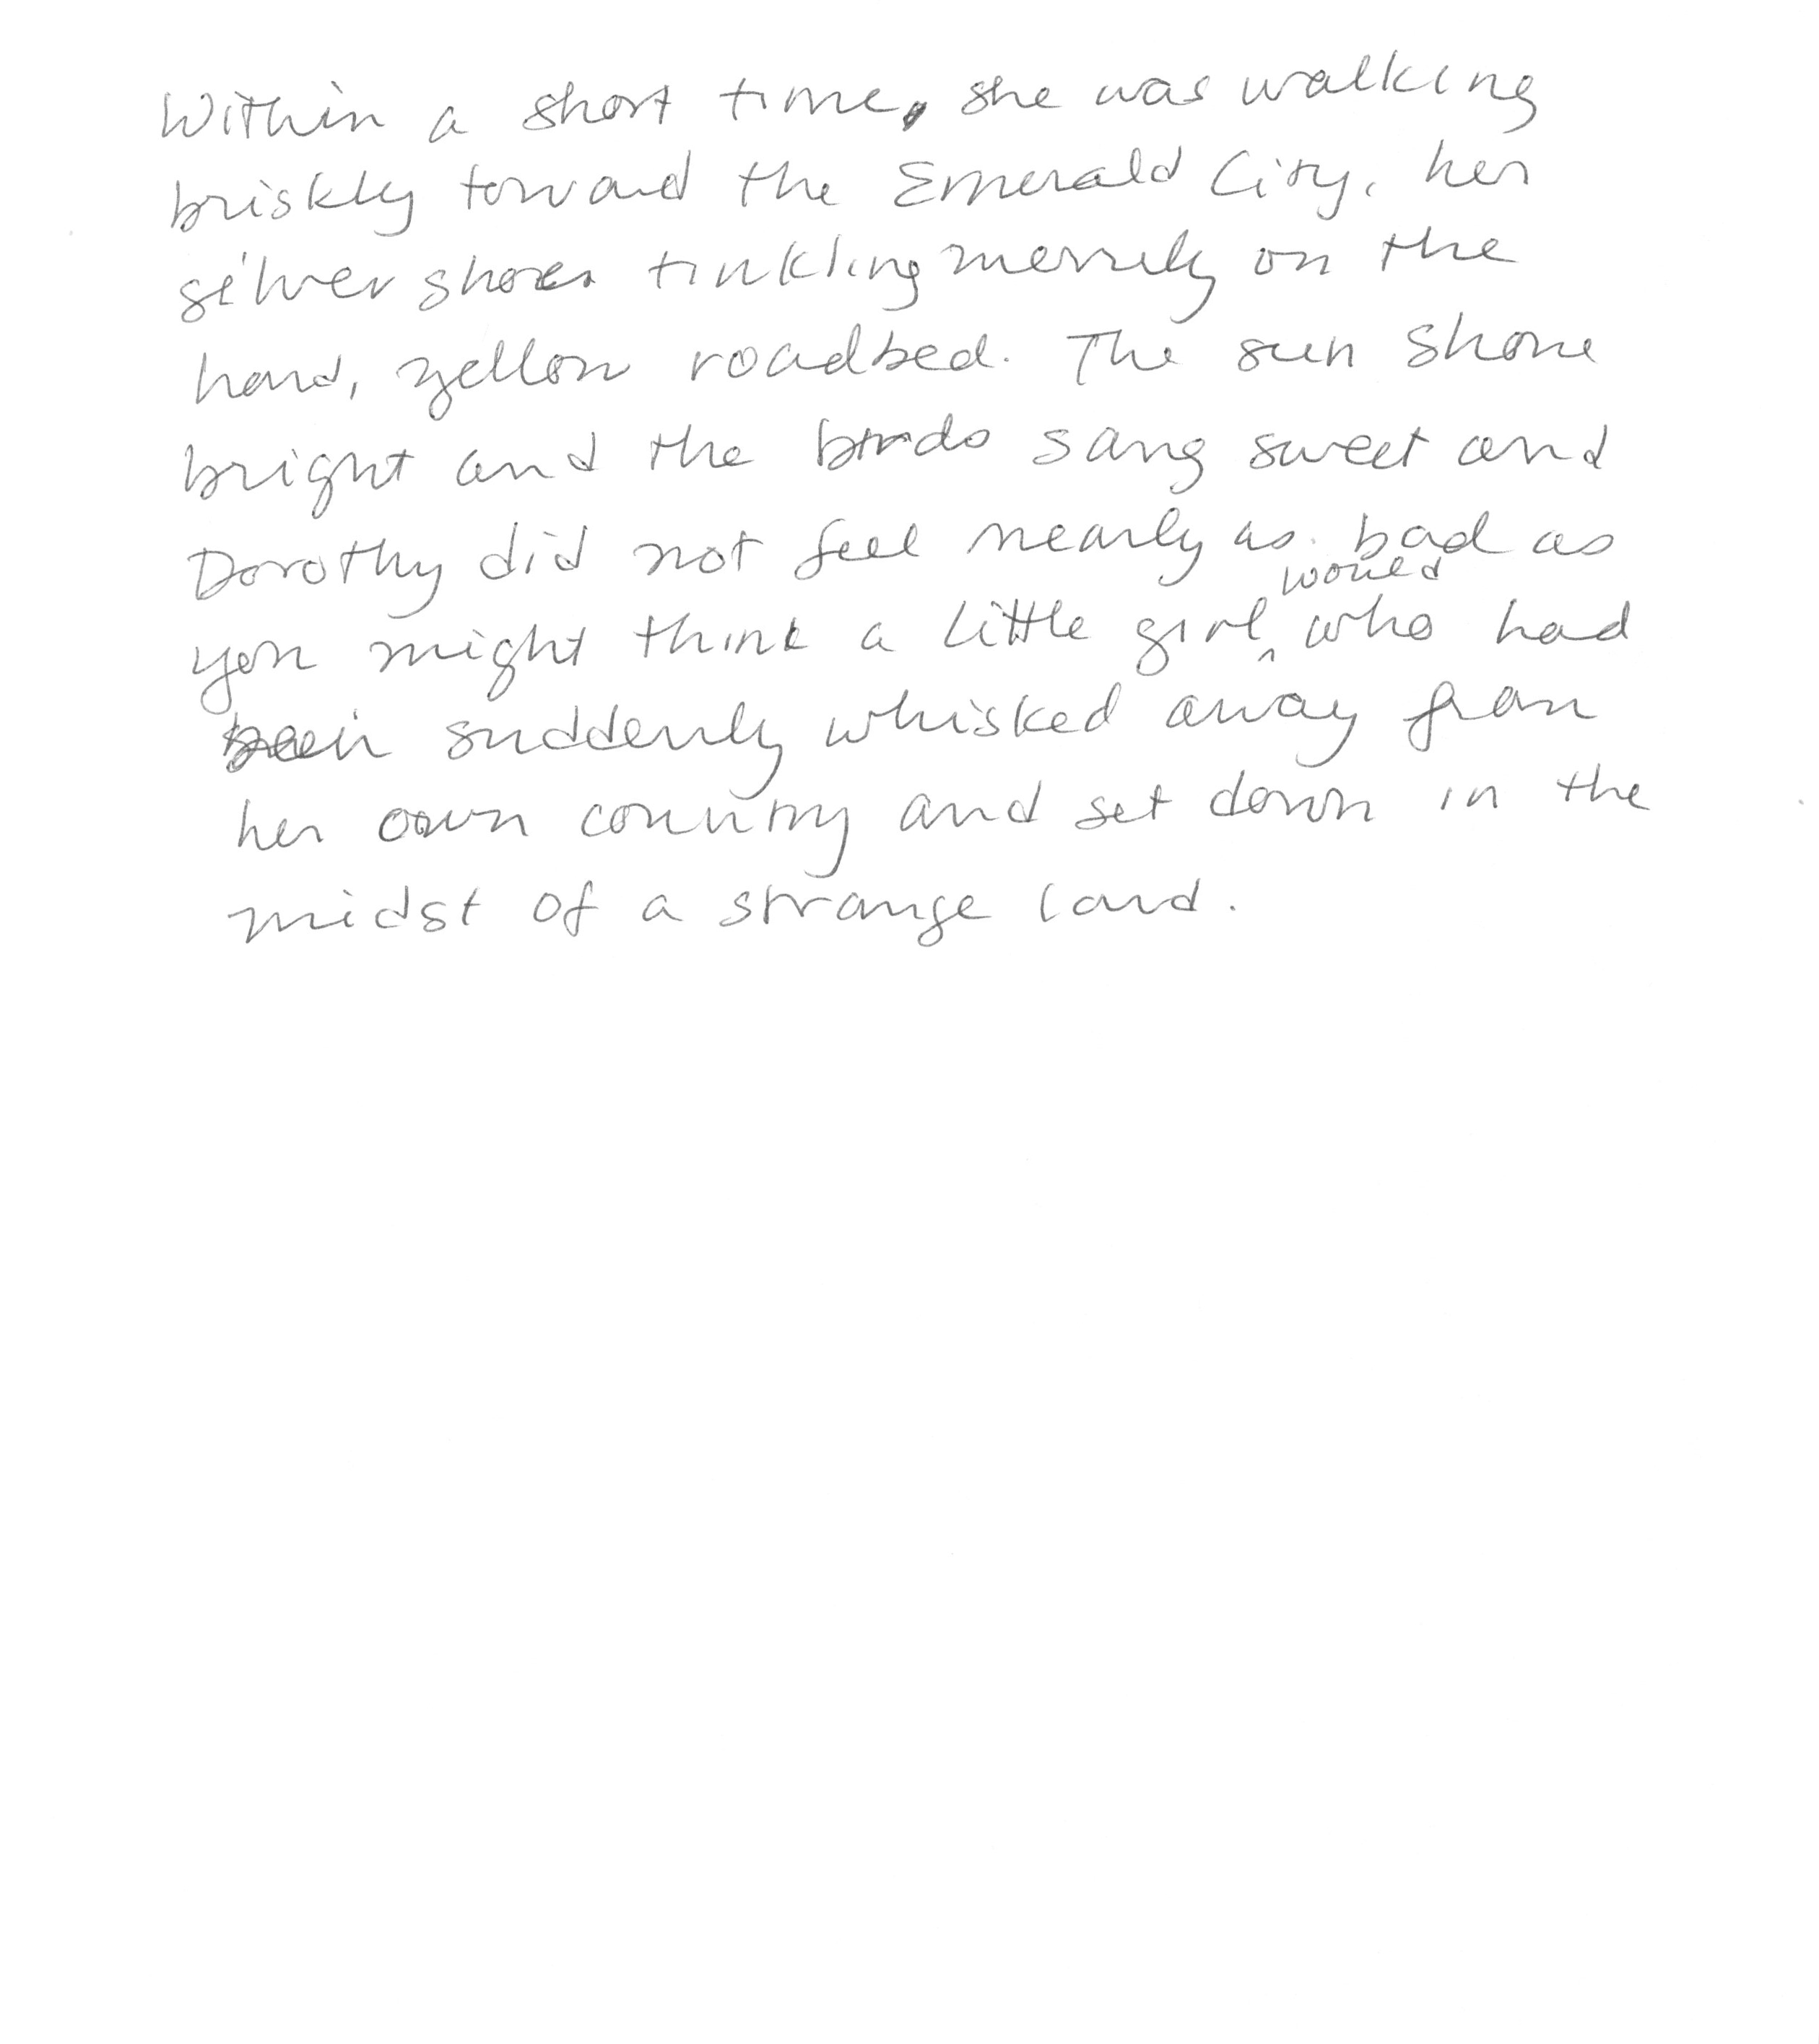 Within a short time, she was walking
briskly toward the Emerald City, her
silver shoes tinkling merrily on the
hard, yellow roadbed. The sun shone
bright and the birds sang sweet and
Dorothy did not feel nearly as bad as
you might think a little girl would who had
been suddenly whisked away from
her own country and set down in the
midst of a strange land.